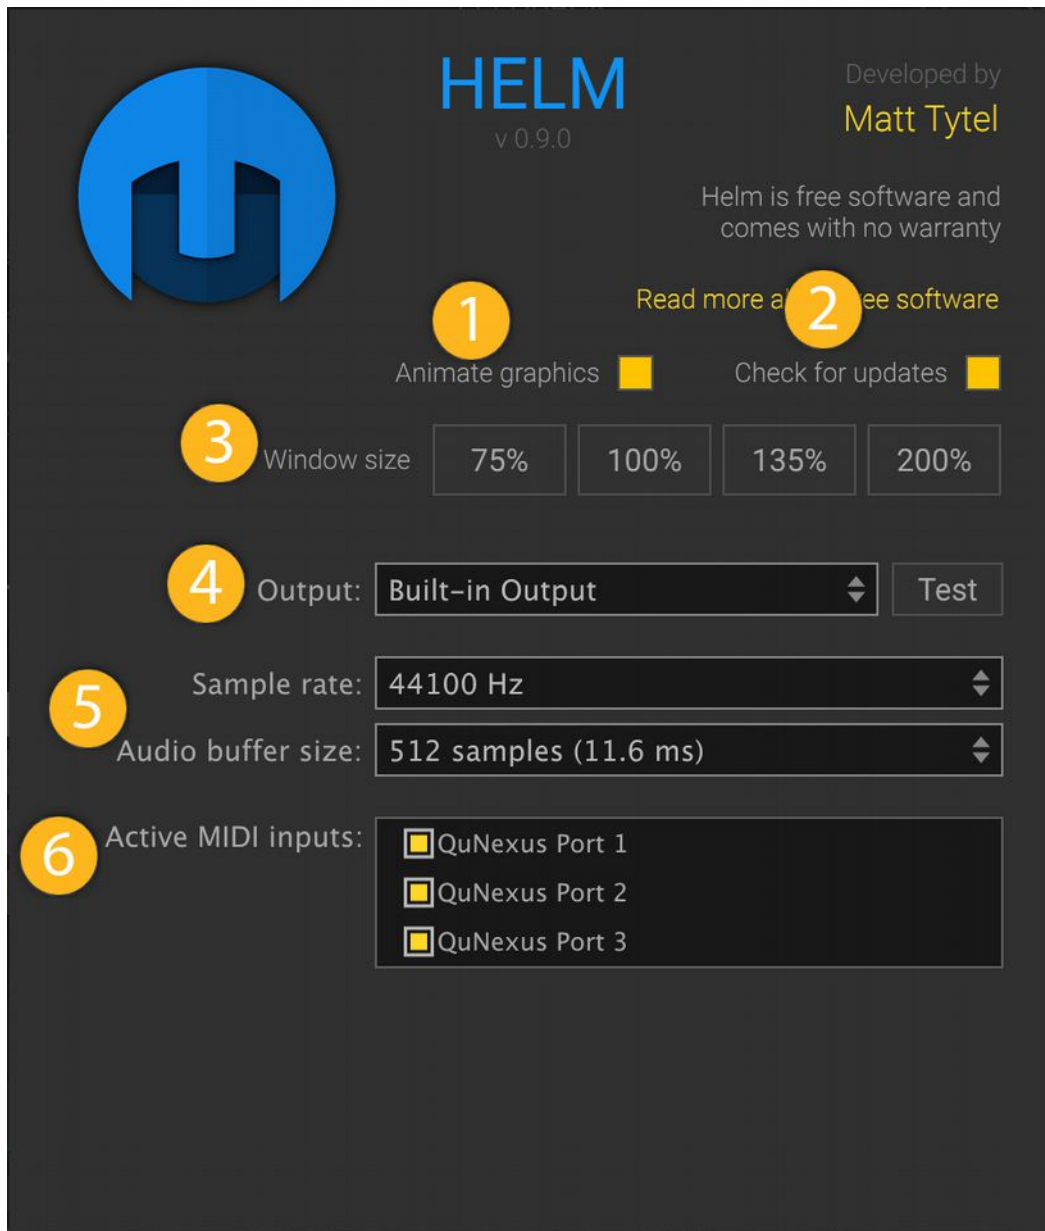 HELM
v 0.9.0
Developed by
Matt Tytel
Helm is free software and
comes with no warranty
Read more free software
1
2
Animate graphics
Check for updates
3
Window size 75% 100% 135% 200%
4
Output: Built-in Output Test
5
Sample rate: 44100 Hz
Audio buffer size: 512 samples (11.6 ms)
6
Active MIDI inputs:
QuNexus Port 1
QuNexus Port 2
QuNexus Port 3